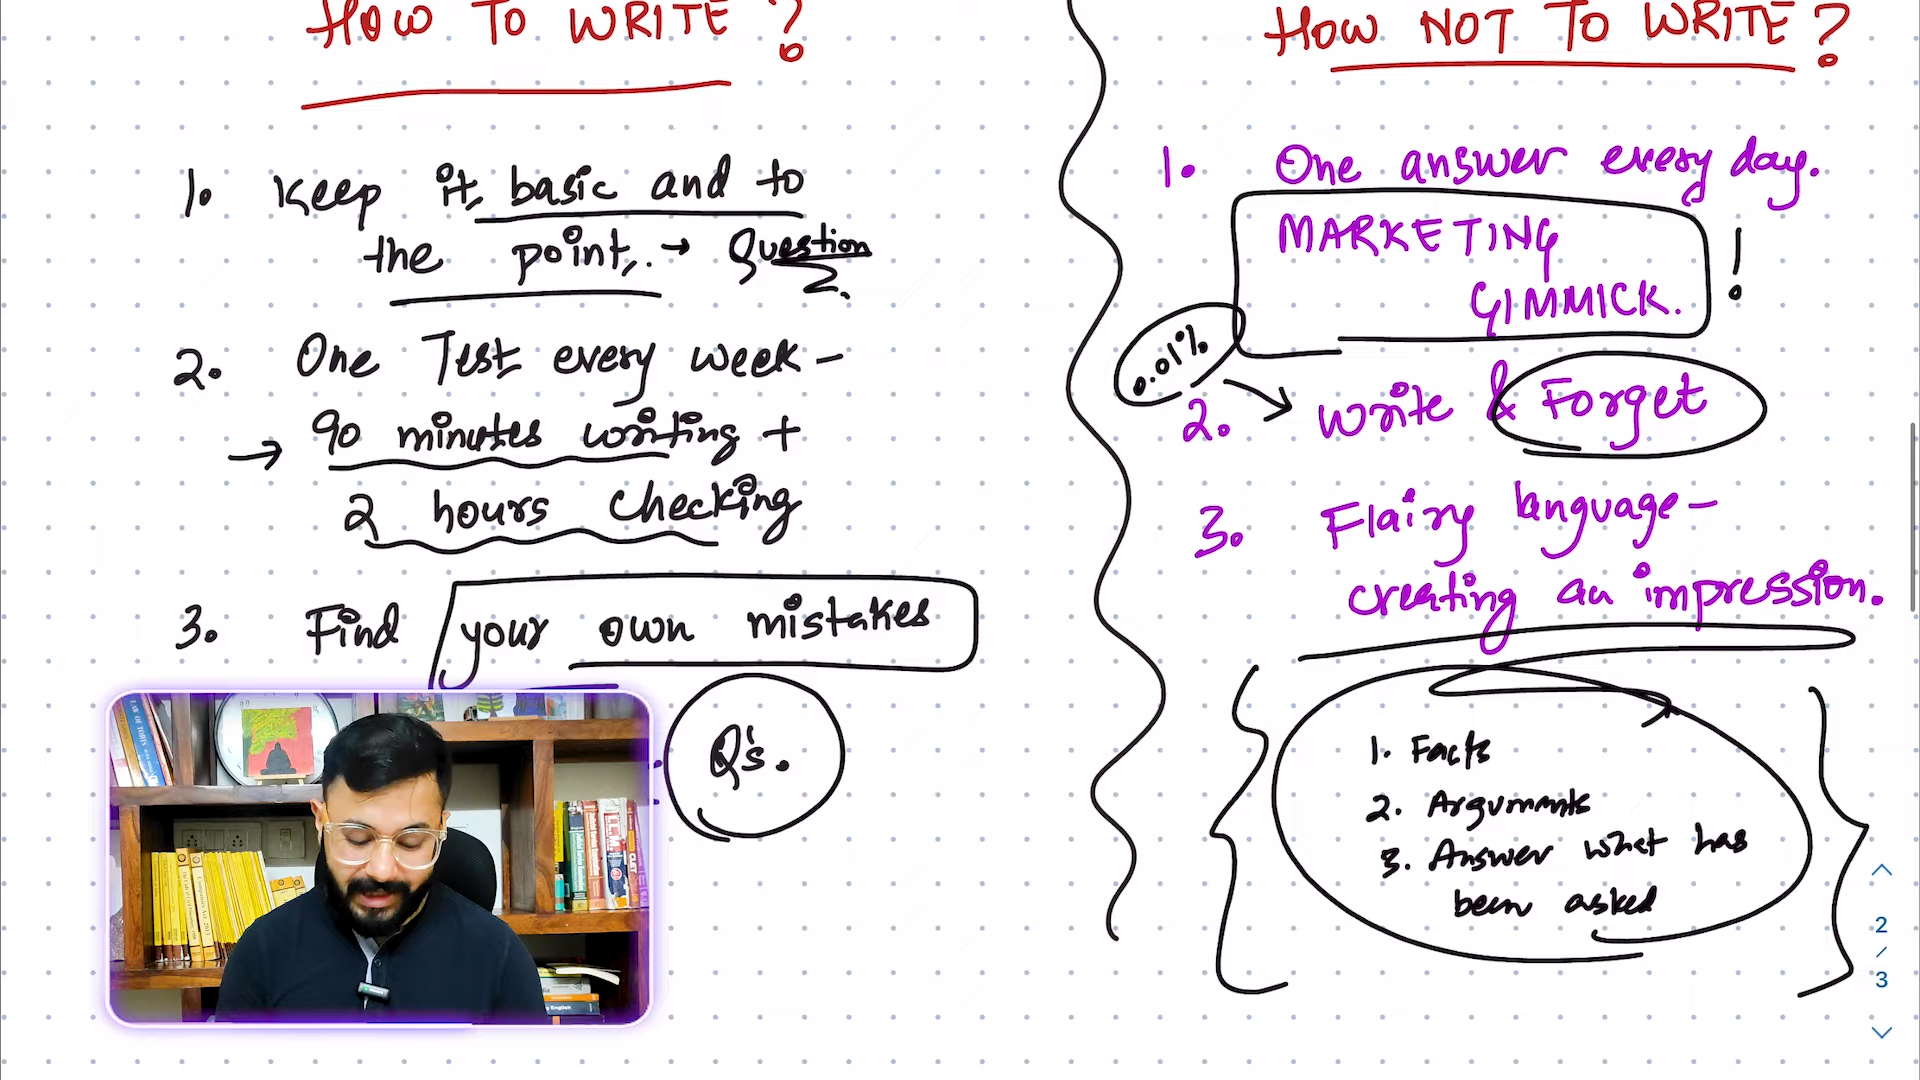 HOW TO WRITE?
1. Keep it basic and to
the point. → Question
2. One Test every week –
→ 90 minutes writing +
2 hours checking
3. Find your own mistakes
Q's.
HOW NOT TO WRITE?
1. One answer every day.
MARKETING
GIMMICK. !
0.01%
2. Write & Forget
3. Flairy language –
creating an impression.
1. Facts
2. Arguments
3. Answer what has
been asked
2
/
3
LAW OF TORTS